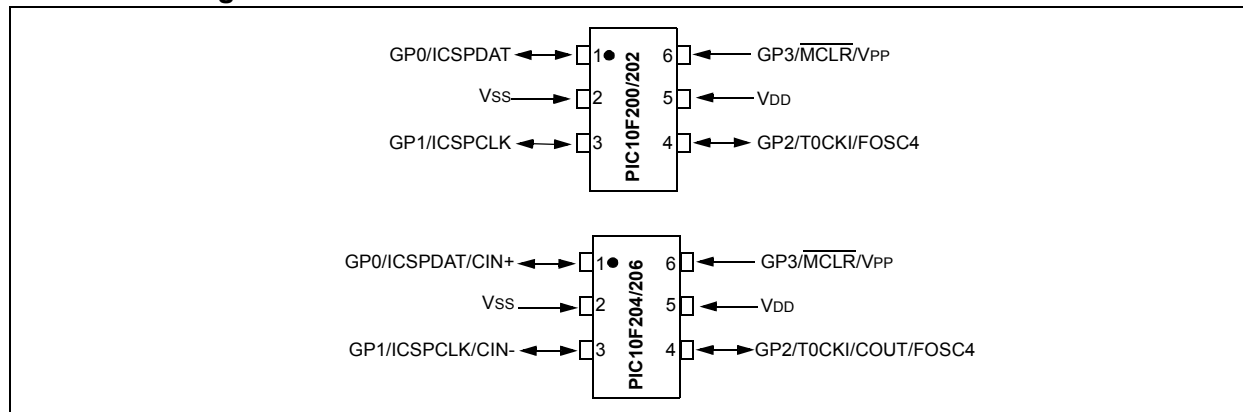 GP0/ICSPDAT 1 6 GP3/MCLR/VPP
VSS 2 5 VDD
GP1/ICSPCLK 3 4 GP2/T0CKI/FOSC4
PIC10F200/202
GP0/ICSPDAT/CIN+ 1 6 GP3/MCLR/VPP
VSS 2 5 VDD
GP1/ICSPCLK/CIN- 3 4 GP2/T0CKI/COUT/FOSC4
PIC10F204/206